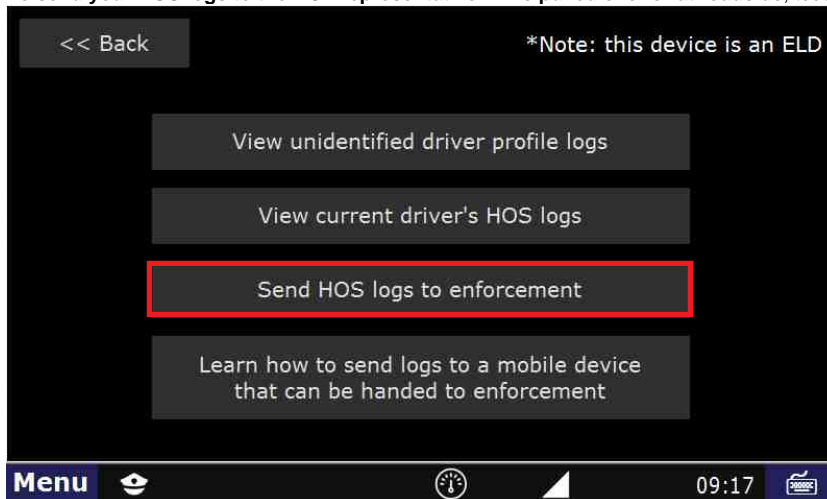 << Back
*Note: this device is an ELD
View unidentified driver profile logs
View current driver's HOS logs
Send HOS logs to enforcement
Learn how to send logs to a mobile device
that can be handed to enforcement
Menu
09:17